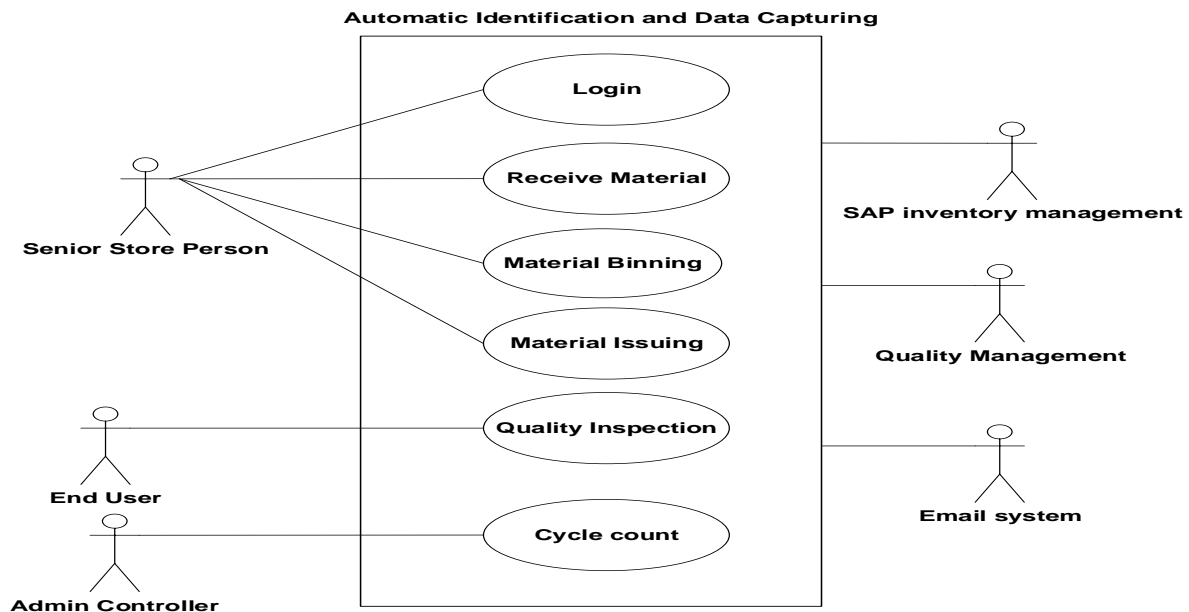 Automatic Identification and Data Capturing
Login
Receive Material
Senior Store Person
SAP inventory management
Material Binning
Material Issuing
Quality Management
Quality Inspection
End User
Email system
Cycle count
Admin Controller